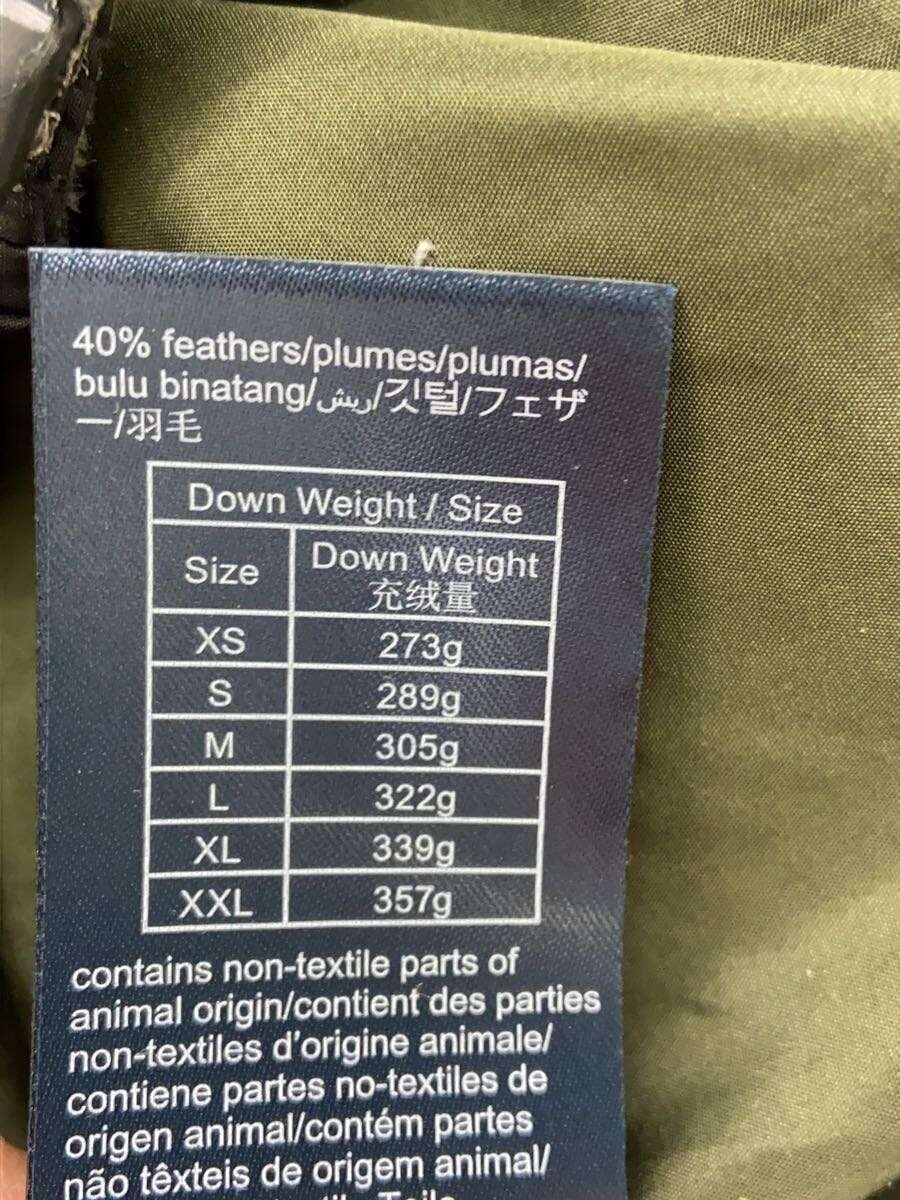 40% feathers/plumes/plumas/
bulu binatang/ريش/깃털/フェザ
ー/羽毛
Down Weight / Size
Size
Down Weight
充绒量
XS 273g
S 289g
M 305g
L 322g
XL 339g
XXL 357g
contains non-textile parts of
animal origin/contient des parties
non-textiles d'origine animale/
contiene partes no-textiles de
origen animal/contém partes
não têxteis de origem animal/